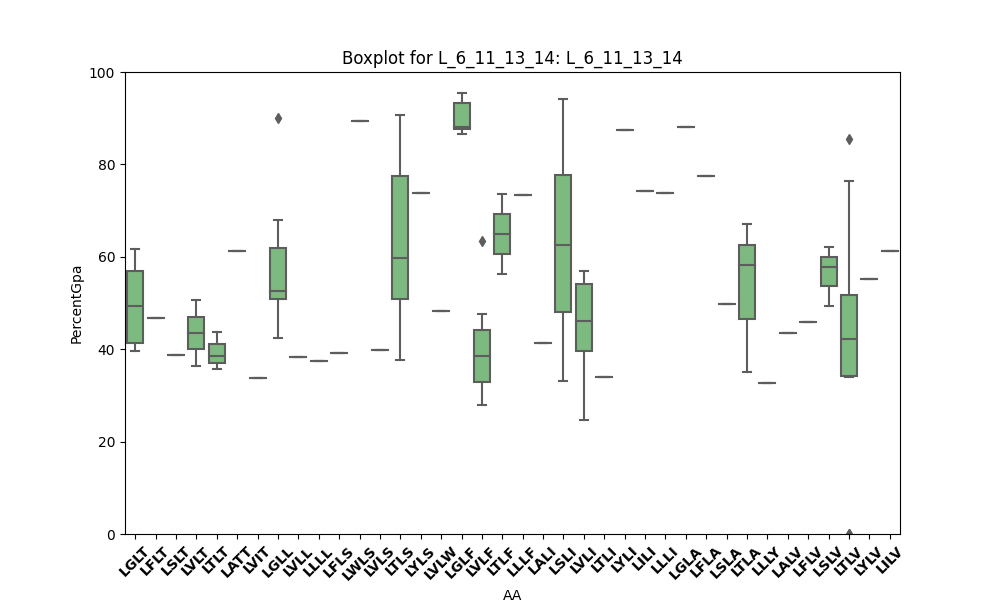 Boxplot for L_6_11_13_14: L_6_11_13_14
100
80
60
40
20
0
PercentGpa
LGLT LFLT LSLT LVLT LTLT LATT LVIT LGLL LVLL LLLL LFLS LWLS LVLS LTLS LYLS LVLW LGLF LVLF LTLF LLLF LALI LSLI LVLI LTLI LYLI LILI LLLI LGLA LFLA LSLA LTLA LLLY LALV LFLV LSLV LTLV LYLV LILV
AA